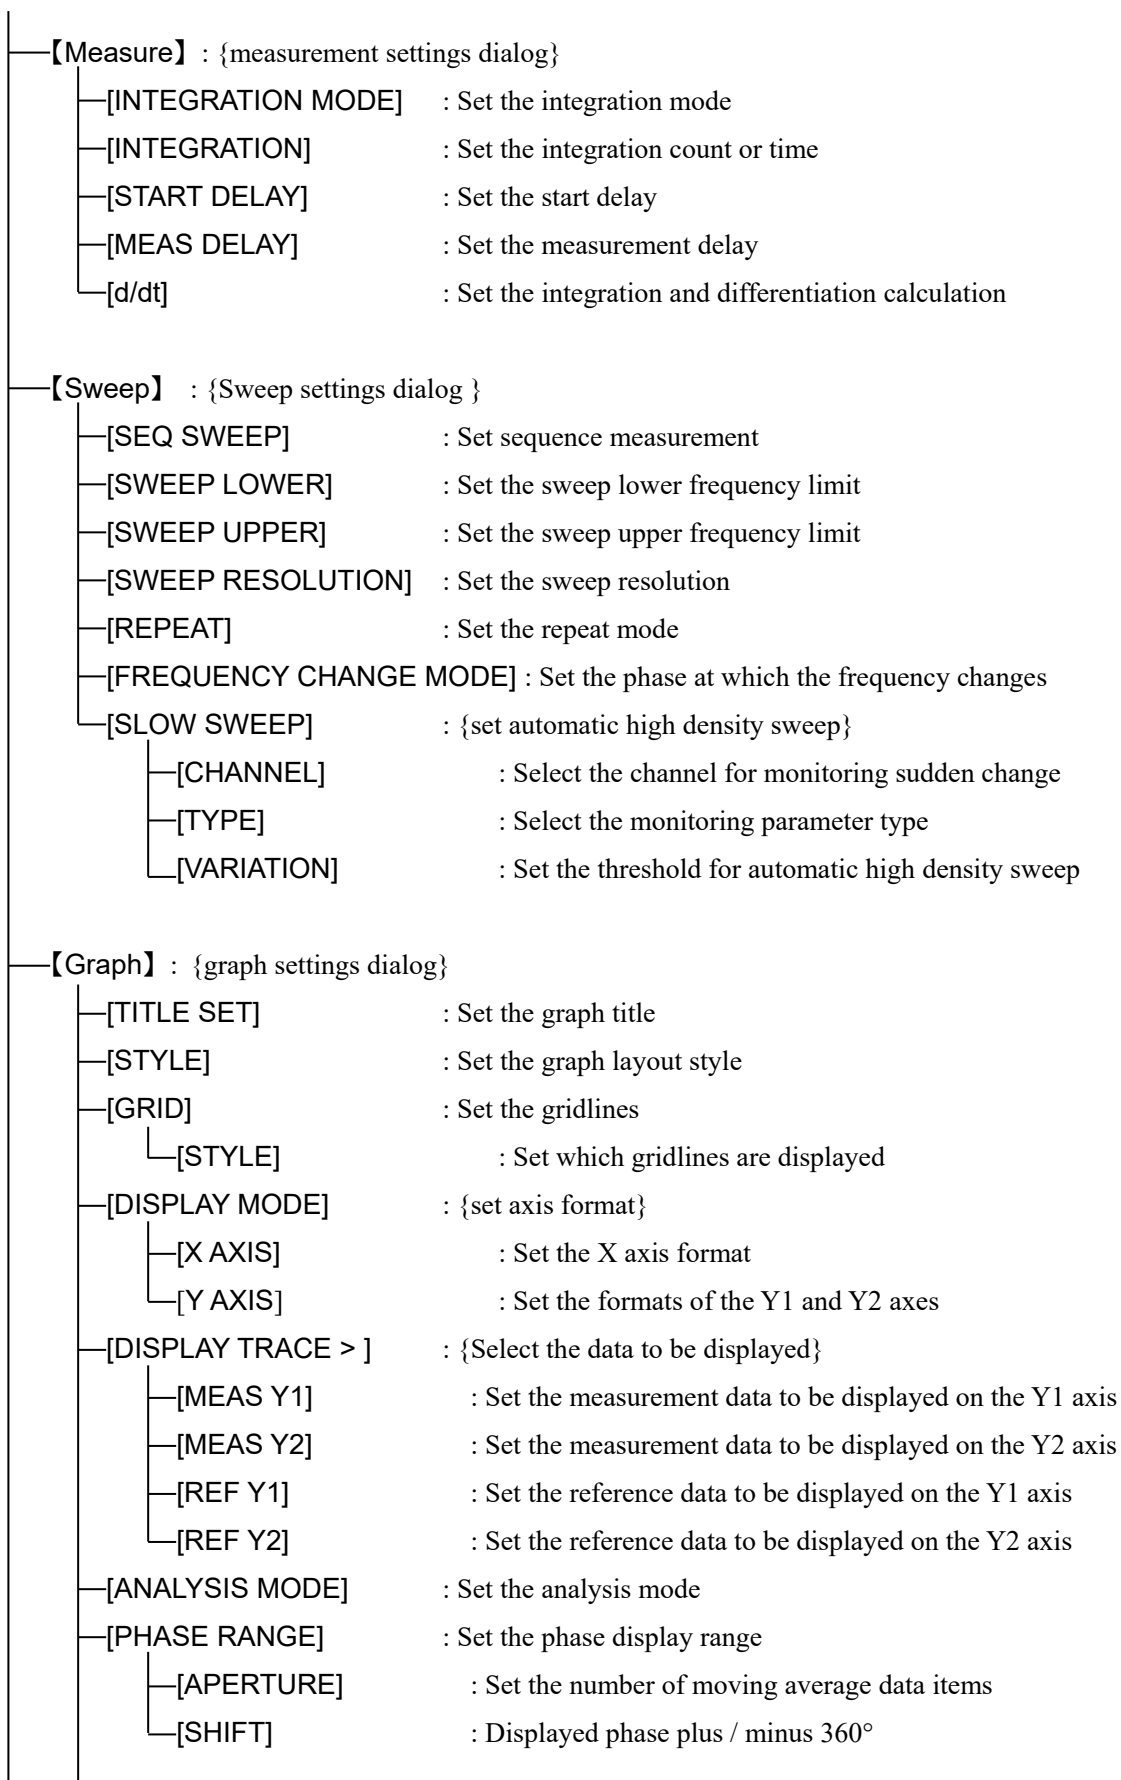 【Measure】 : {measurement settings dialog}
[INTEGRATION MODE] : Set the integration mode
[INTEGRATION] : Set the integration count or time
[START DELAY] : Set the start delay
[MEAS DELAY] : Set the measurement delay
[d/dt] : Set the integration and differentiation calculation
【Sweep】 : {Sweep settings dialog }
[SEQ SWEEP] : Set sequence measurement
[SWEEP LOWER] : Set the sweep lower frequency limit
[SWEEP UPPER] : Set the sweep upper frequency limit
[SWEEP RESOLUTION] : Set the sweep resolution
[REPEAT] : Set the repeat mode
[FREQUENCY CHANGE MODE] : Set the phase at which the frequency changes
[SLOW SWEEP] : {set automatic high density sweep}
[CHANNEL] : Select the channel for monitoring sudden change
[TYPE] : Select the monitoring parameter type
[VARIATION] : Set the threshold for automatic high density sweep
【Graph】 : {graph settings dialog}
[TITLE SET] : Set the graph title
[STYLE] : Set the graph layout style
[GRID] : Set the gridlines
[STYLE] : Set which gridlines are displayed
[DISPLAY MODE] : {set axis format}
[X AXIS] : Set the X axis format
[Y AXIS] : Set the formats of the Y1 and Y2 axes
[DISPLAY TRACE > ] : {Select the data to be displayed}
[MEAS Y1] : Set the measurement data to be displayed on the Y1 axis
[MEAS Y2] : Set the measurement data to be displayed on the Y2 axis
[REF Y1] : Set the reference data to be displayed on the Y1 axis
[REF Y2] : Set the reference data to be displayed on the Y2 axis
[ANALYSIS MODE] : Set the analysis mode
[PHASE RANGE] : Set the phase display range
[APERTURE] : Set the number of moving average data items
[SHIFT] : Displayed phase plus / minus 360°